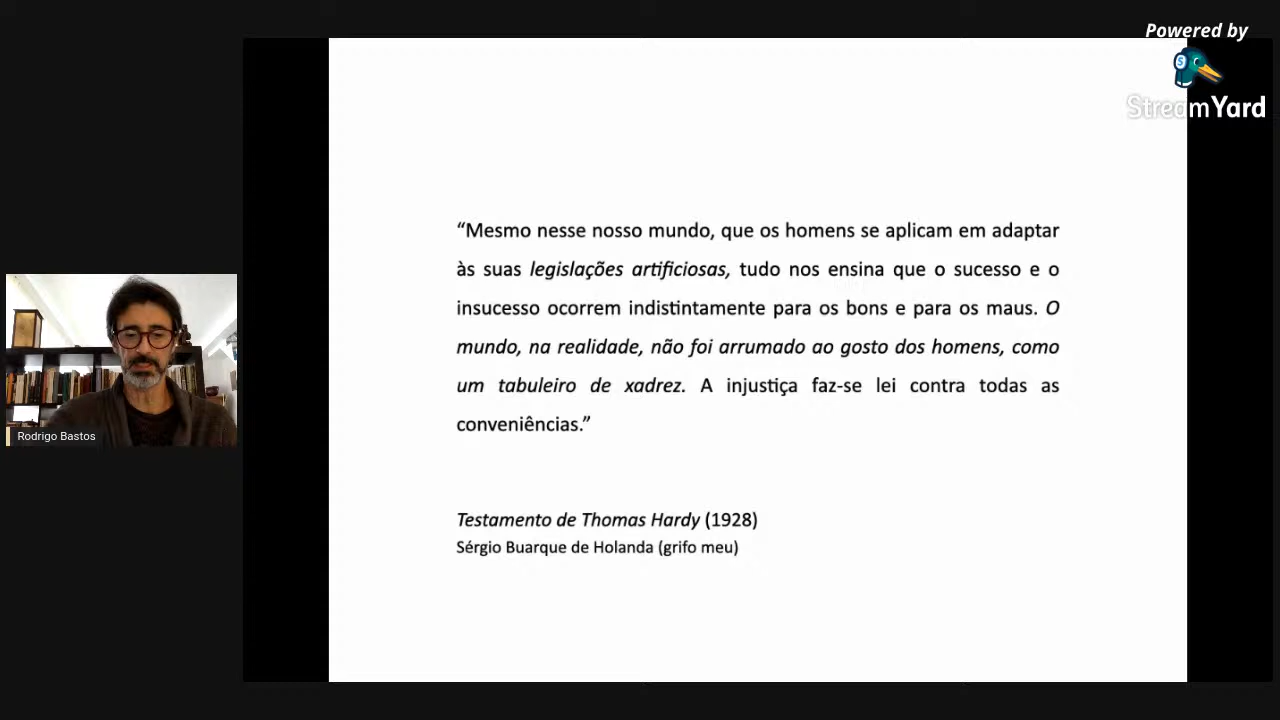 Powered by
StreamYard
“Mesmo nesse nosso mundo, que os homens se aplicam em adaptar
às suas legislações artificiosas, tudo nos ensina que o sucesso e o
insucesso ocorrem indistintamente para os bons e para os maus. O
mundo, na realidade, não foi arrumado ao gosto dos homens, como
um tabuleiro de xadrez. A injustiça faz-se lei contra todas as
conveniências.”
Rodrigo Bastos
Testamento de Thomas Hardy (1928)
Sérgio Buarque de Holanda (grifo meu)